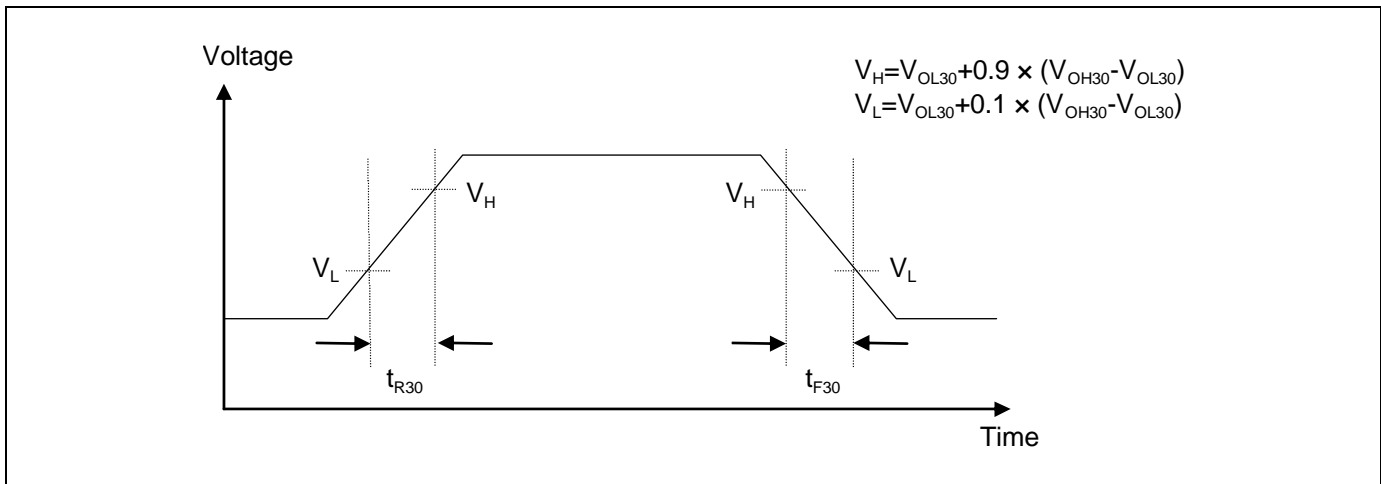 Voltage
V_H=V_OL30+0.9 × (V_OH30-V_OL30)
V_L=V_OL30+0.1 × (V_OH30-V_OL30)
V_H
V_H
V_L
V_L
t_R30
t_F30
Time